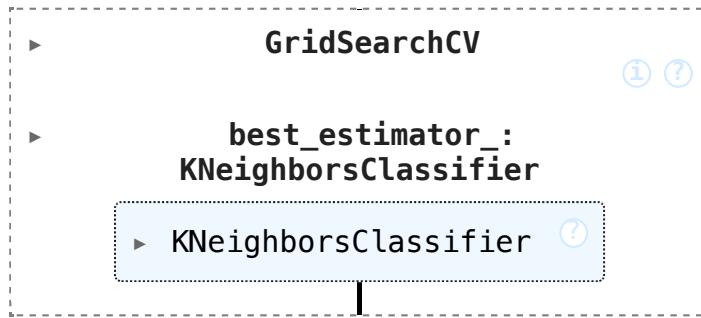 ▸ GridSearchCV
i ?
▸ best_estimator_:
KNeighborsClassifier
▸ KNeighborsClassifier ?